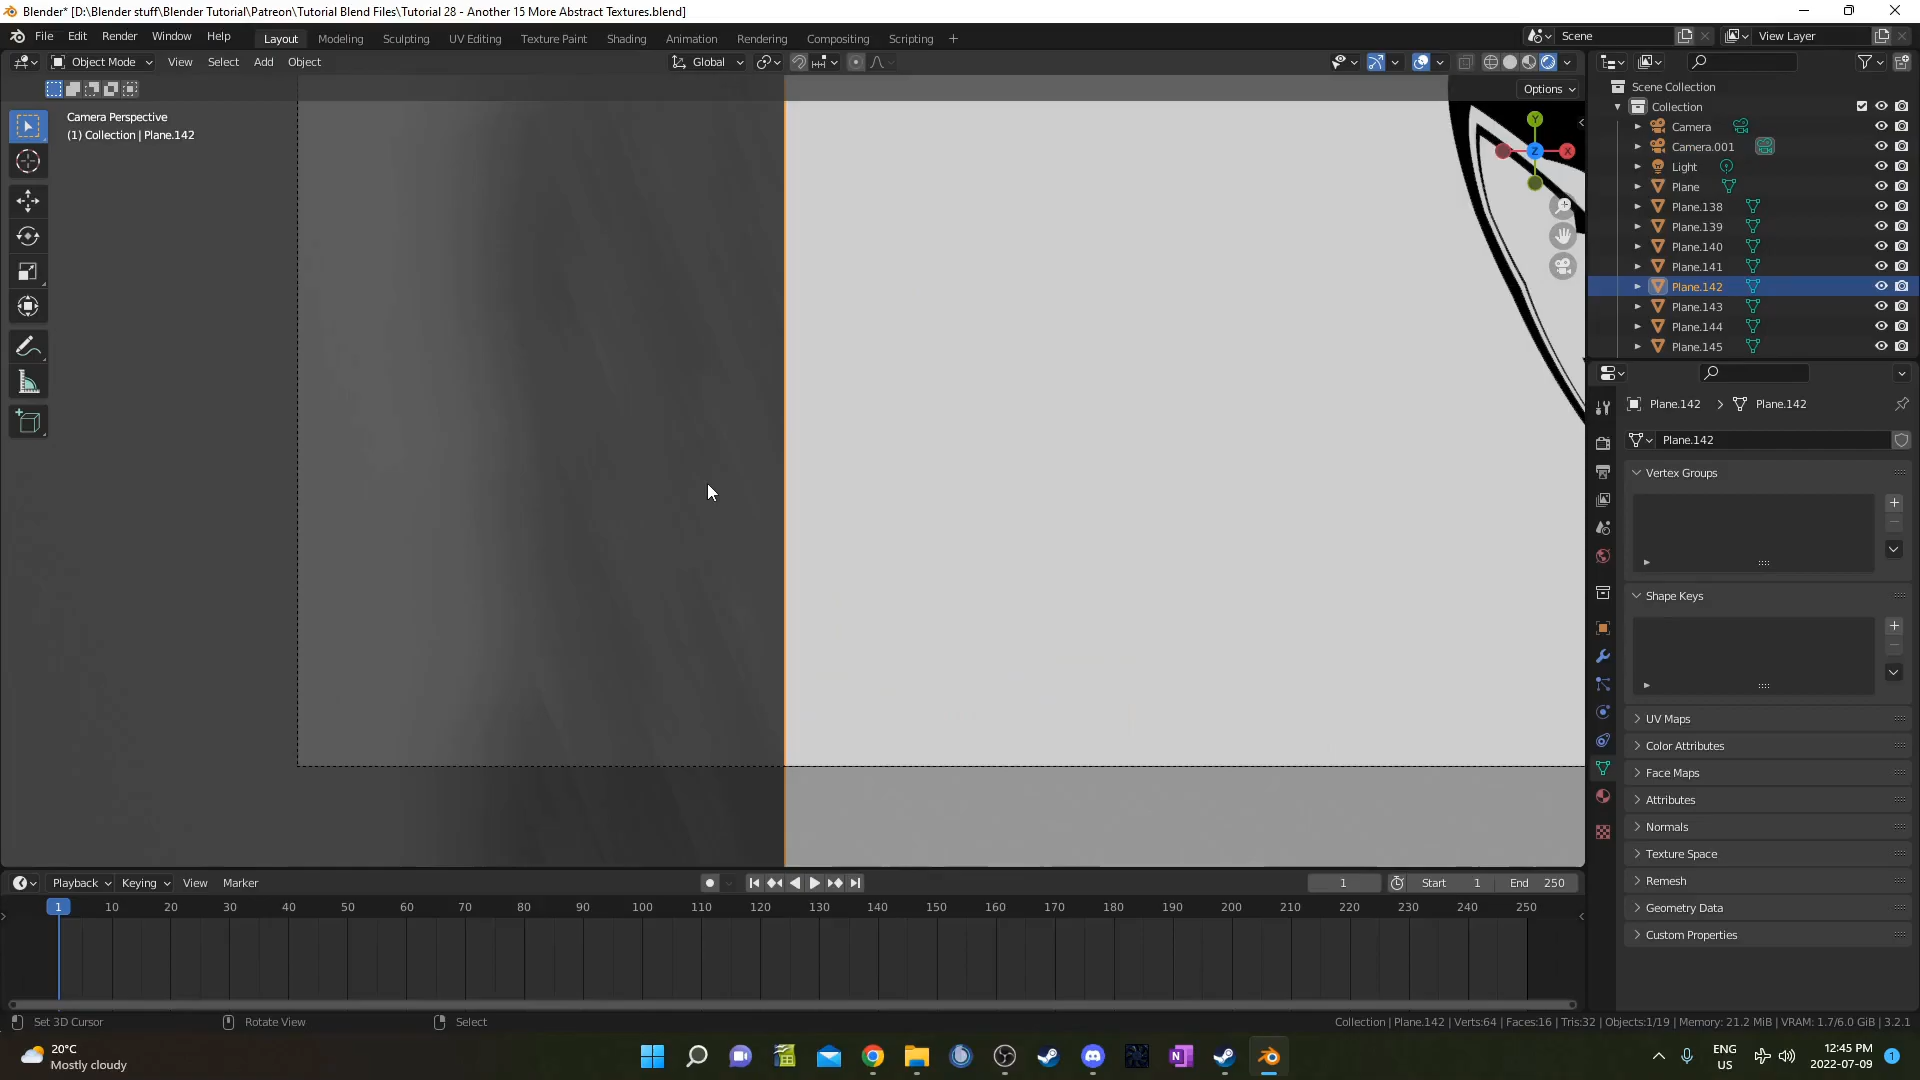 Blender* [D:\Blender stuff\Blender Tutorial\Patreon\Tutorial Blend Files\Tutorial 28 - Another 15 More Abstract Textures.blend]
File Edit Render Window Help
Layout Modeling Sculpting UV Editing Texture Paint Shading Animation Rendering Compositing Scripting +
Scene
View Layer
Object Mode View Select Add Object
Global
Options
Camera Perspective
(1) Collection | Plane.142
Y
X
Z
Scene Collection
Collection
Camera
Camera.001
Light
Plane
Plane.138
Plane.139
Plane.140
Plane.141
Plane.142
Plane.143
Plane.144
Plane.145
Plane.142 > Plane.142
Plane.142
Vertex Groups
Shape Keys
UV Maps
Color Attributes
Face Maps
Attributes
Normals
Texture Space
Remesh
Geometry Data
Custom Properties
Playback Keying View Marker
1
Start 1 End 250
1 10 20 30 40 50 60 70 80 90 100 110 120 130 140 150 160 170 180 190 200 210 220 230 240 250
Set 3D Cursor Rotate View Select
Collection | Plane.142 | Verts:64 | Faces:16 | Tris:32 | Objects:1/19 | Memory: 21.2 MiB | VRAM: 1.7/6.0 GiB | 3.2.1
20°C
Mostly cloudy
ENG
US
12:45 PM
2022-07-09
1